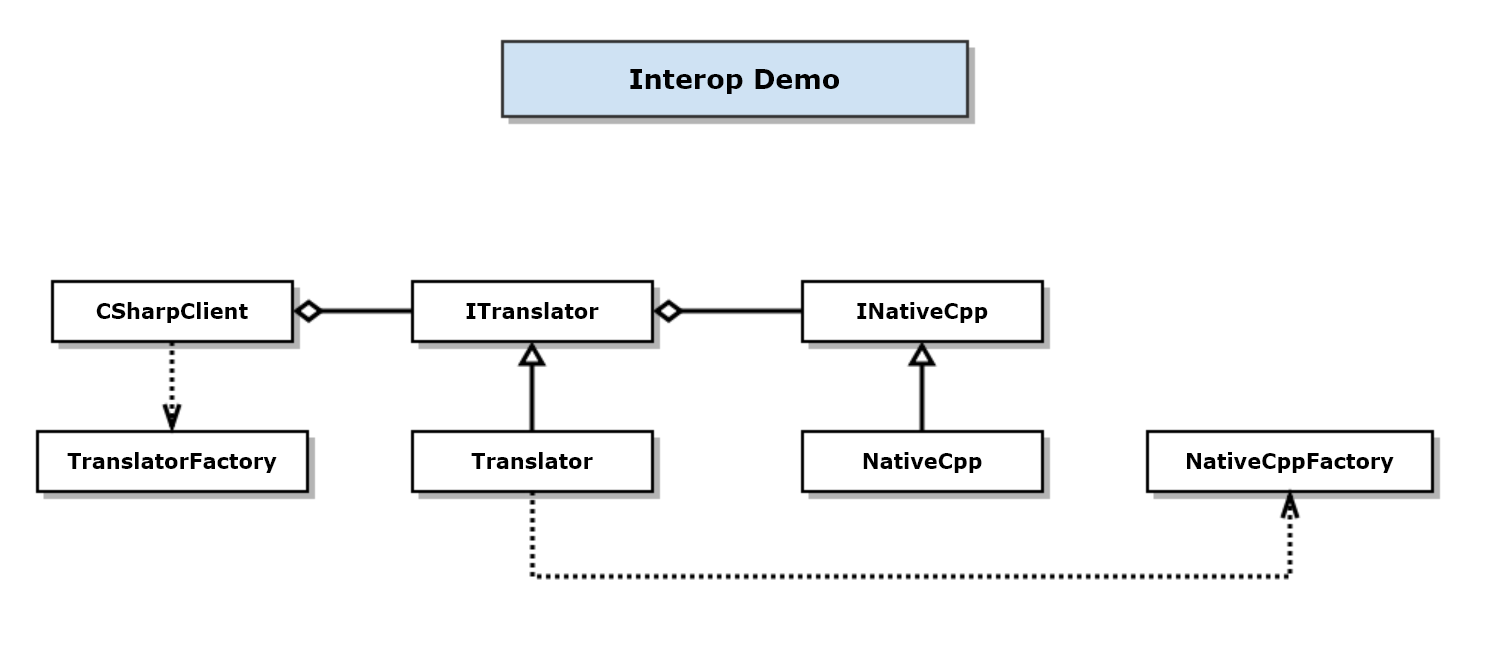 Interop Demo
CSharpClient
ITranslator
INativeCpp
TranslatorFactory
Translator
NativeCpp
NativeCppFactory